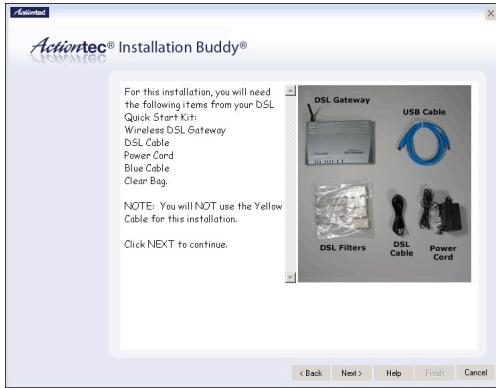 Actiontec
Actiontec® Installation Buddy®
For this installation, you will need
the following items from your DSL
Quick Start Kit:
Wireless DSL Gateway
DSL Cable
Power Cord
Blue Cable
Clear Bag.
NOTE: You will NOT use the Yellow
Cable for this installation.
Click NEXT to continue.
DSL Gateway
USB Cable
DSL Filters
DSL
Cable
Power
Cord
< Back
Next >
Help
Finish
Cancel